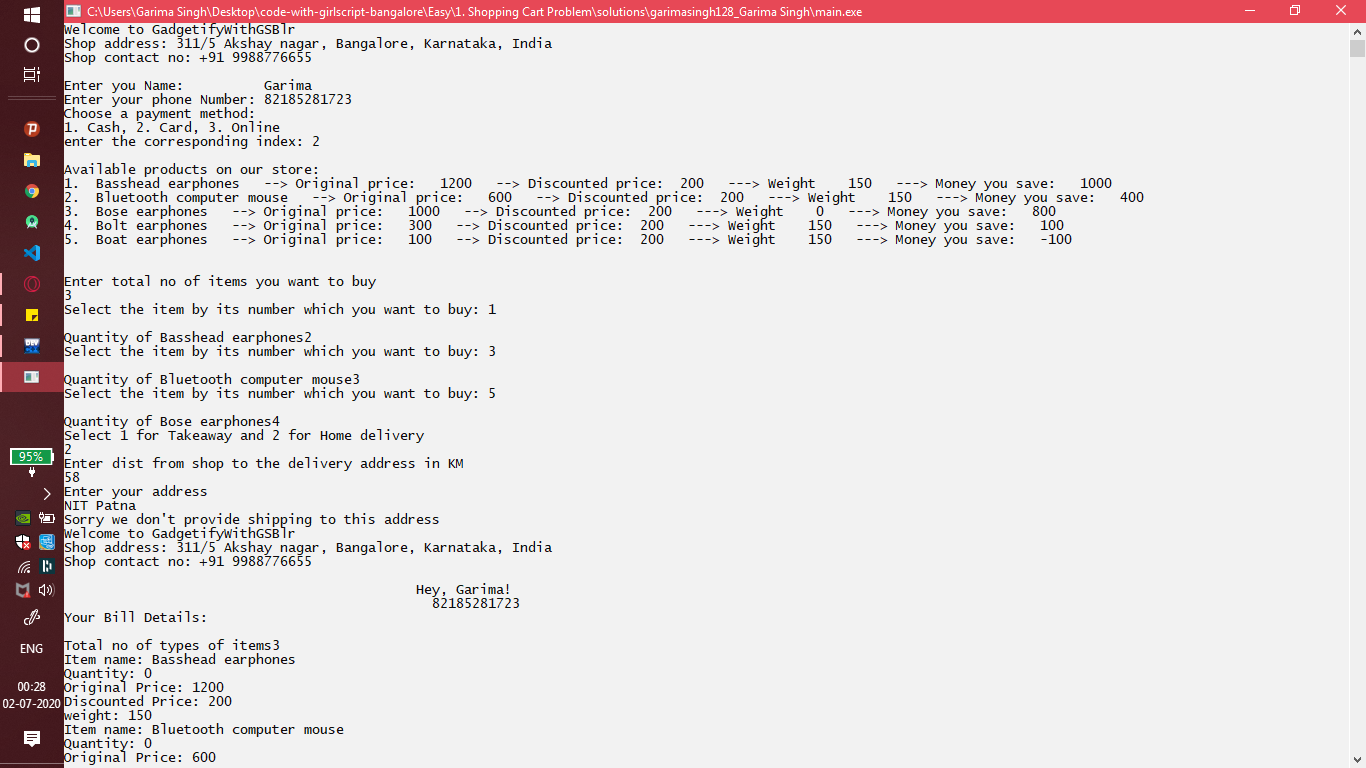 C:\Users\Garima Singh\Desktop\code-with-girlscript-bangalore\Easy\1. Shopping Cart Problem\solutions\garimasingh128_Garima Singh\main.exe
Welcome to GadgetifyWithGSBlr
Shop address: 311/5 Akshay nagar, Bangalore, Karnataka, India
Shop contact no: +91 9988776655
Enter you Name: Garima
Enter your phone Number: 82185281723
Choose a payment method:
1. Cash, 2. Card, 3. Online
enter the corresponding index: 2
Available products on our store:
1. Basshead earphones --> Original price: 1200 --> Discounted price: 200 ---> Weight 150 ---> Money you save: 1000
2. Bluetooth computer mouse --> Original price: 600 --> Discounted price: 200 ---> Weight 150 ---> Money you save: 400
3. Bose earphones --> Original price: 1000 --> Discounted price: 200 ---> Weight 0 ---> Money you save: 800
4. Bolt earphones --> Original price: 300 --> Discounted price: 200 ---> Weight 150 ---> Money you save: 100
5. Boat earphones --> Original price: 100 --> Discounted price: 200 ---> Weight 150 ---> Money you save: -100
Enter total no of items you want to buy
3
Select the item by its number which you want to buy: 1
Quantity of Basshead earphones2
Select the item by its number which you want to buy: 3
Quantity of Bluetooth computer mouse3
Select the item by its number which you want to buy: 5
Quantity of Bose earphones4
Select 1 for Takeaway and 2 for Home delivery
2
Enter dist from shop to the delivery address in KM
58
Enter your address
NIT Patna
Sorry we don't provide shipping to this address
Welcome to GadgetifyWithGSBlr
Shop address: 311/5 Akshay nagar, Bangalore, Karnataka, India
Shop contact no: +91 9988776655
Hey, Garima!
82185281723
Your Bill Details:
Total no of types of items3
Item name: Basshead earphones
Quantity: 0
Original Price: 1200
Discounted Price: 200
weight: 150
Item name: Bluetooth computer mouse
Quantity: 0
Original Price: 600
DEV
95%
ENG
00:28
02-07-2020